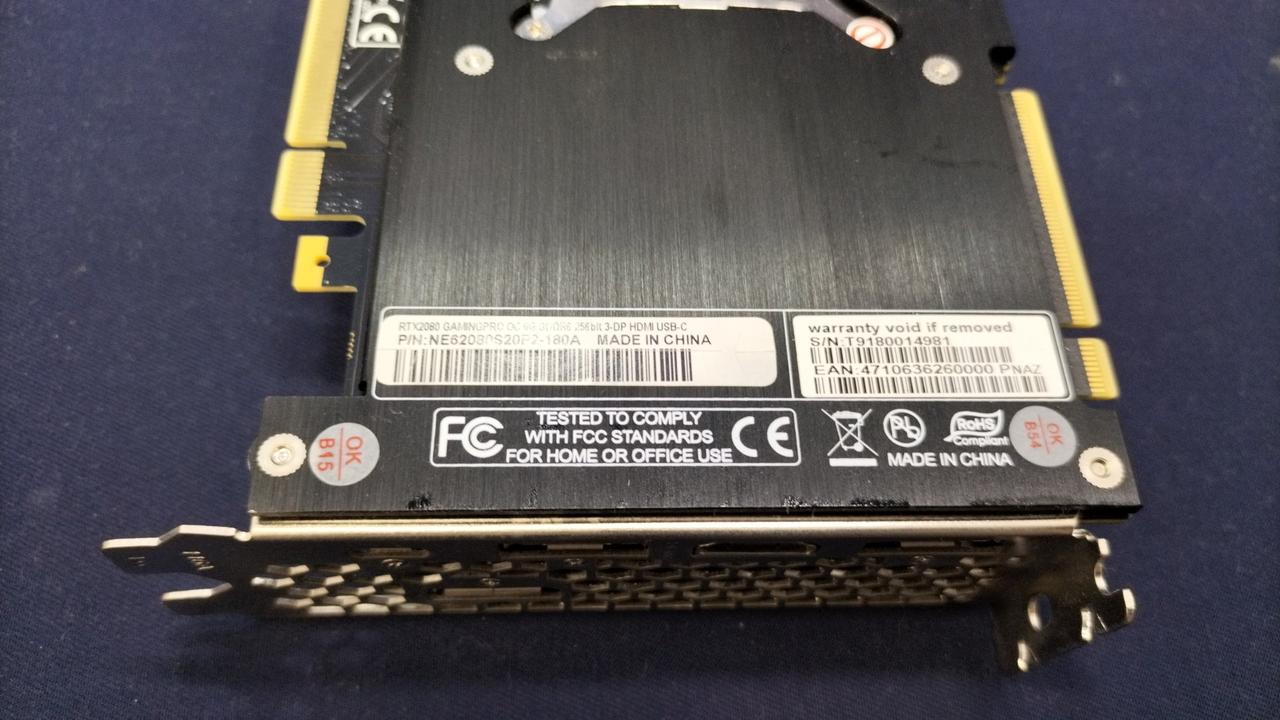 CE
RTX2080 GAMINGPRO OC 8G GDDR6 256bit 3-DP HDMI USB-C
P/N:NE62080S20P2-180A MADE IN CHINA
warranty void if removed
S/N:T9180014981
EAN:4710636260000 PNAZ
FC
TESTED TO COMPLY
WITH FCC STANDARDS
FOR HOME OR OFFICE USE
CE
RoHS
Compliant
MADE IN CHINA
OK
B15
OK
B54